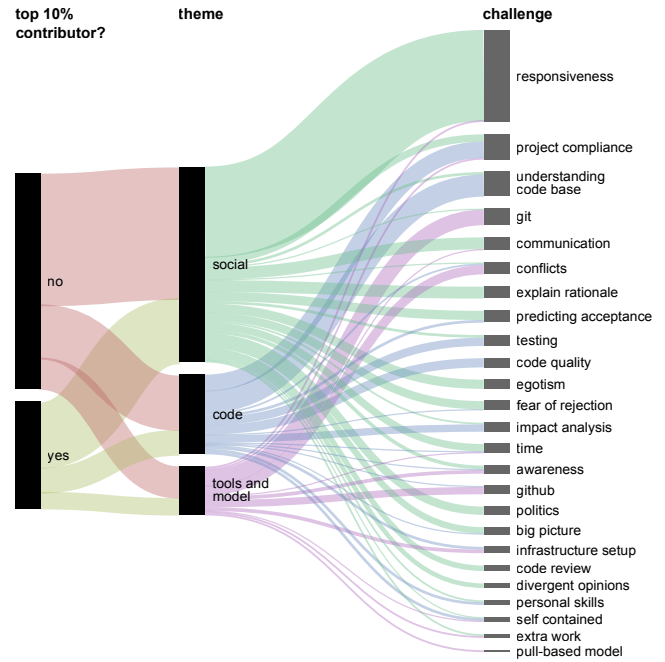 top 10%
contributor?
theme
challenge
no
yes
social
code
tools and
model
responsiveness
project compliance
understanding
code base
git
communication
conflicts
explain rationale
predicting acceptance
testing
code quality
egotism
fear of rejection
impact analysis
time
awareness
github
politics
big picture
infrastructure setup
code review
divergent opinions
personal skills
self contained
extra work
pull-based model